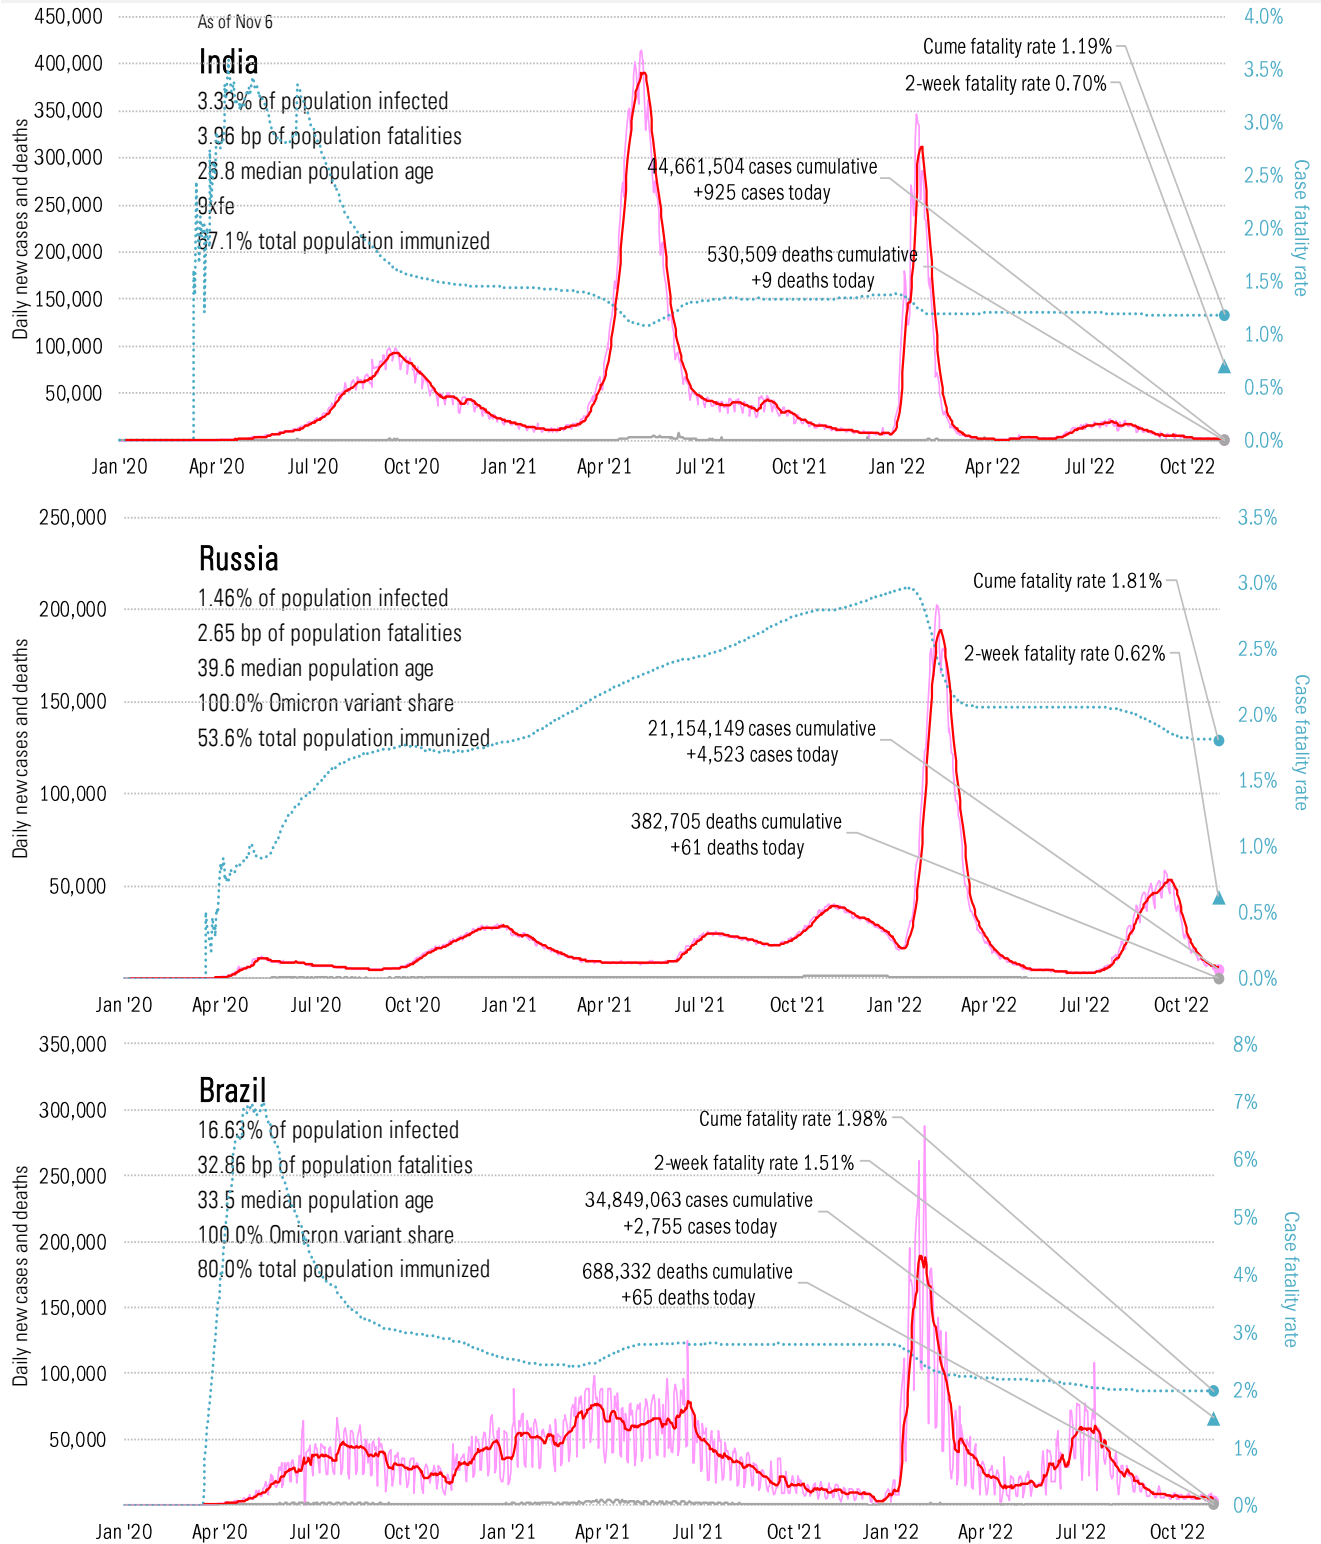 As of Nov 6
India
3.33% of population infected
3.96 bp of population fatalities
28.8 median population age
9xfe
67.1% total population immunized
Cume fatality rate 1.19%
2-week fatality rate 0.70%
44,661,504 cases cumulative
+925 cases today
530,509 deaths cumulative
+9 deaths today
Daily new cases and deaths
450,000
400,000
350,000
300,000
250,000
200,000
150,000
100,000
50,000
4.0%
3.5%
3.0%
2.5%
2.0%
1.5%
1.0%
0.5%
0.0%
Case fatality rate
Jan '20 Apr '20 Jul '20 Oct '20 Jan '21 Apr '21 Jul '21 Oct '21 Jan '22 Apr '22 Jul '22 Oct '22
Russia
1.46% of population infected
2.65 bp of population fatalities
39.6 median population age
100.0% Omicron variant share
53.6% total population immunized
Cume fatality rate 1.81%
2-week fatality rate 0.62%
21,154,149 cases cumulative
+4,523 cases today
382,705 deaths cumulative
+61 deaths today
Daily new cases and deaths
250,000
200,000
150,000
100,000
50,000
3.5%
3.0%
2.5%
2.0%
1.5%
1.0%
0.5%
0.0%
Case fatality rate
Jan '20 Apr '20 Jul '20 Oct '20 Jan '21 Apr '21 Jul '21 Oct '21 Jan '22 Apr '22 Jul '22 Oct '22
Brazil
16.63% of population infected
32.86 bp of population fatalities
33.5 median population age
100.0% Omicron variant share
80.0% total population immunized
Cume fatality rate 1.98%
2-week fatality rate 1.51%
34,849,063 cases cumulative
+2,755 cases today
688,332 deaths cumulative
+65 deaths today
Daily new cases and deaths
350,000
300,000
250,000
200,000
150,000
100,000
50,000
8%
7%
6%
5%
4%
3%
2%
1%
0%
Case fatality rate
Jan '20 Apr '20 Jul '20 Oct '20 Jan '21 Apr '21 Jul '21 Oct '21 Jan '22 Apr '22 Jul '22 Oct '22